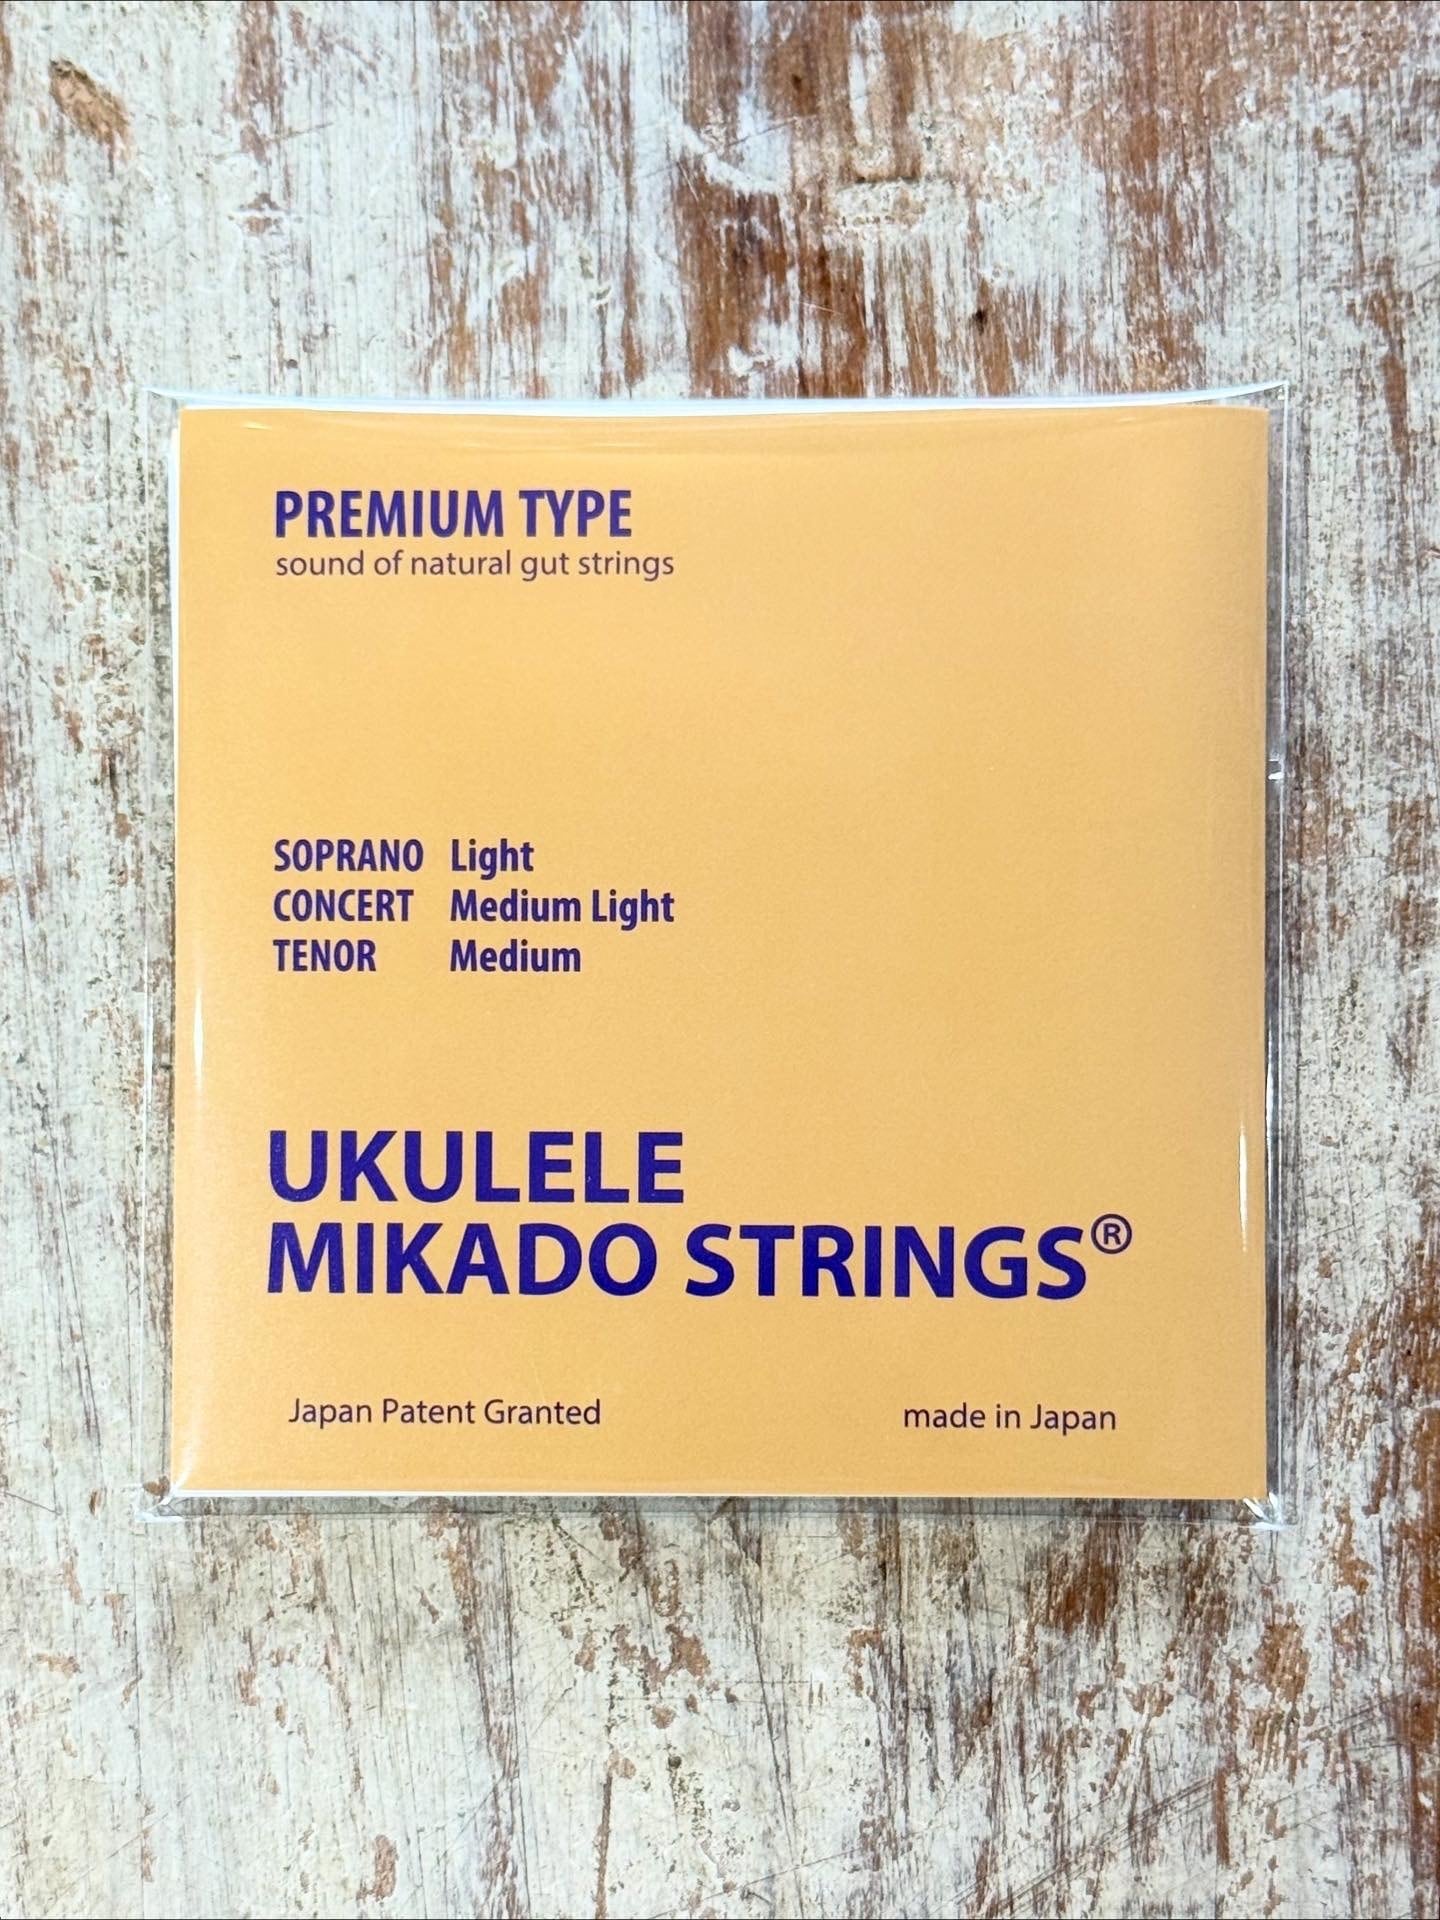 PREMIUM TYPE
sound of natural gut strings
SOPRANO Light
CONCERT Medium Light
TENOR Medium
UKULELE
MIKADO STRINGS®
Japan Patent Granted made in Japan